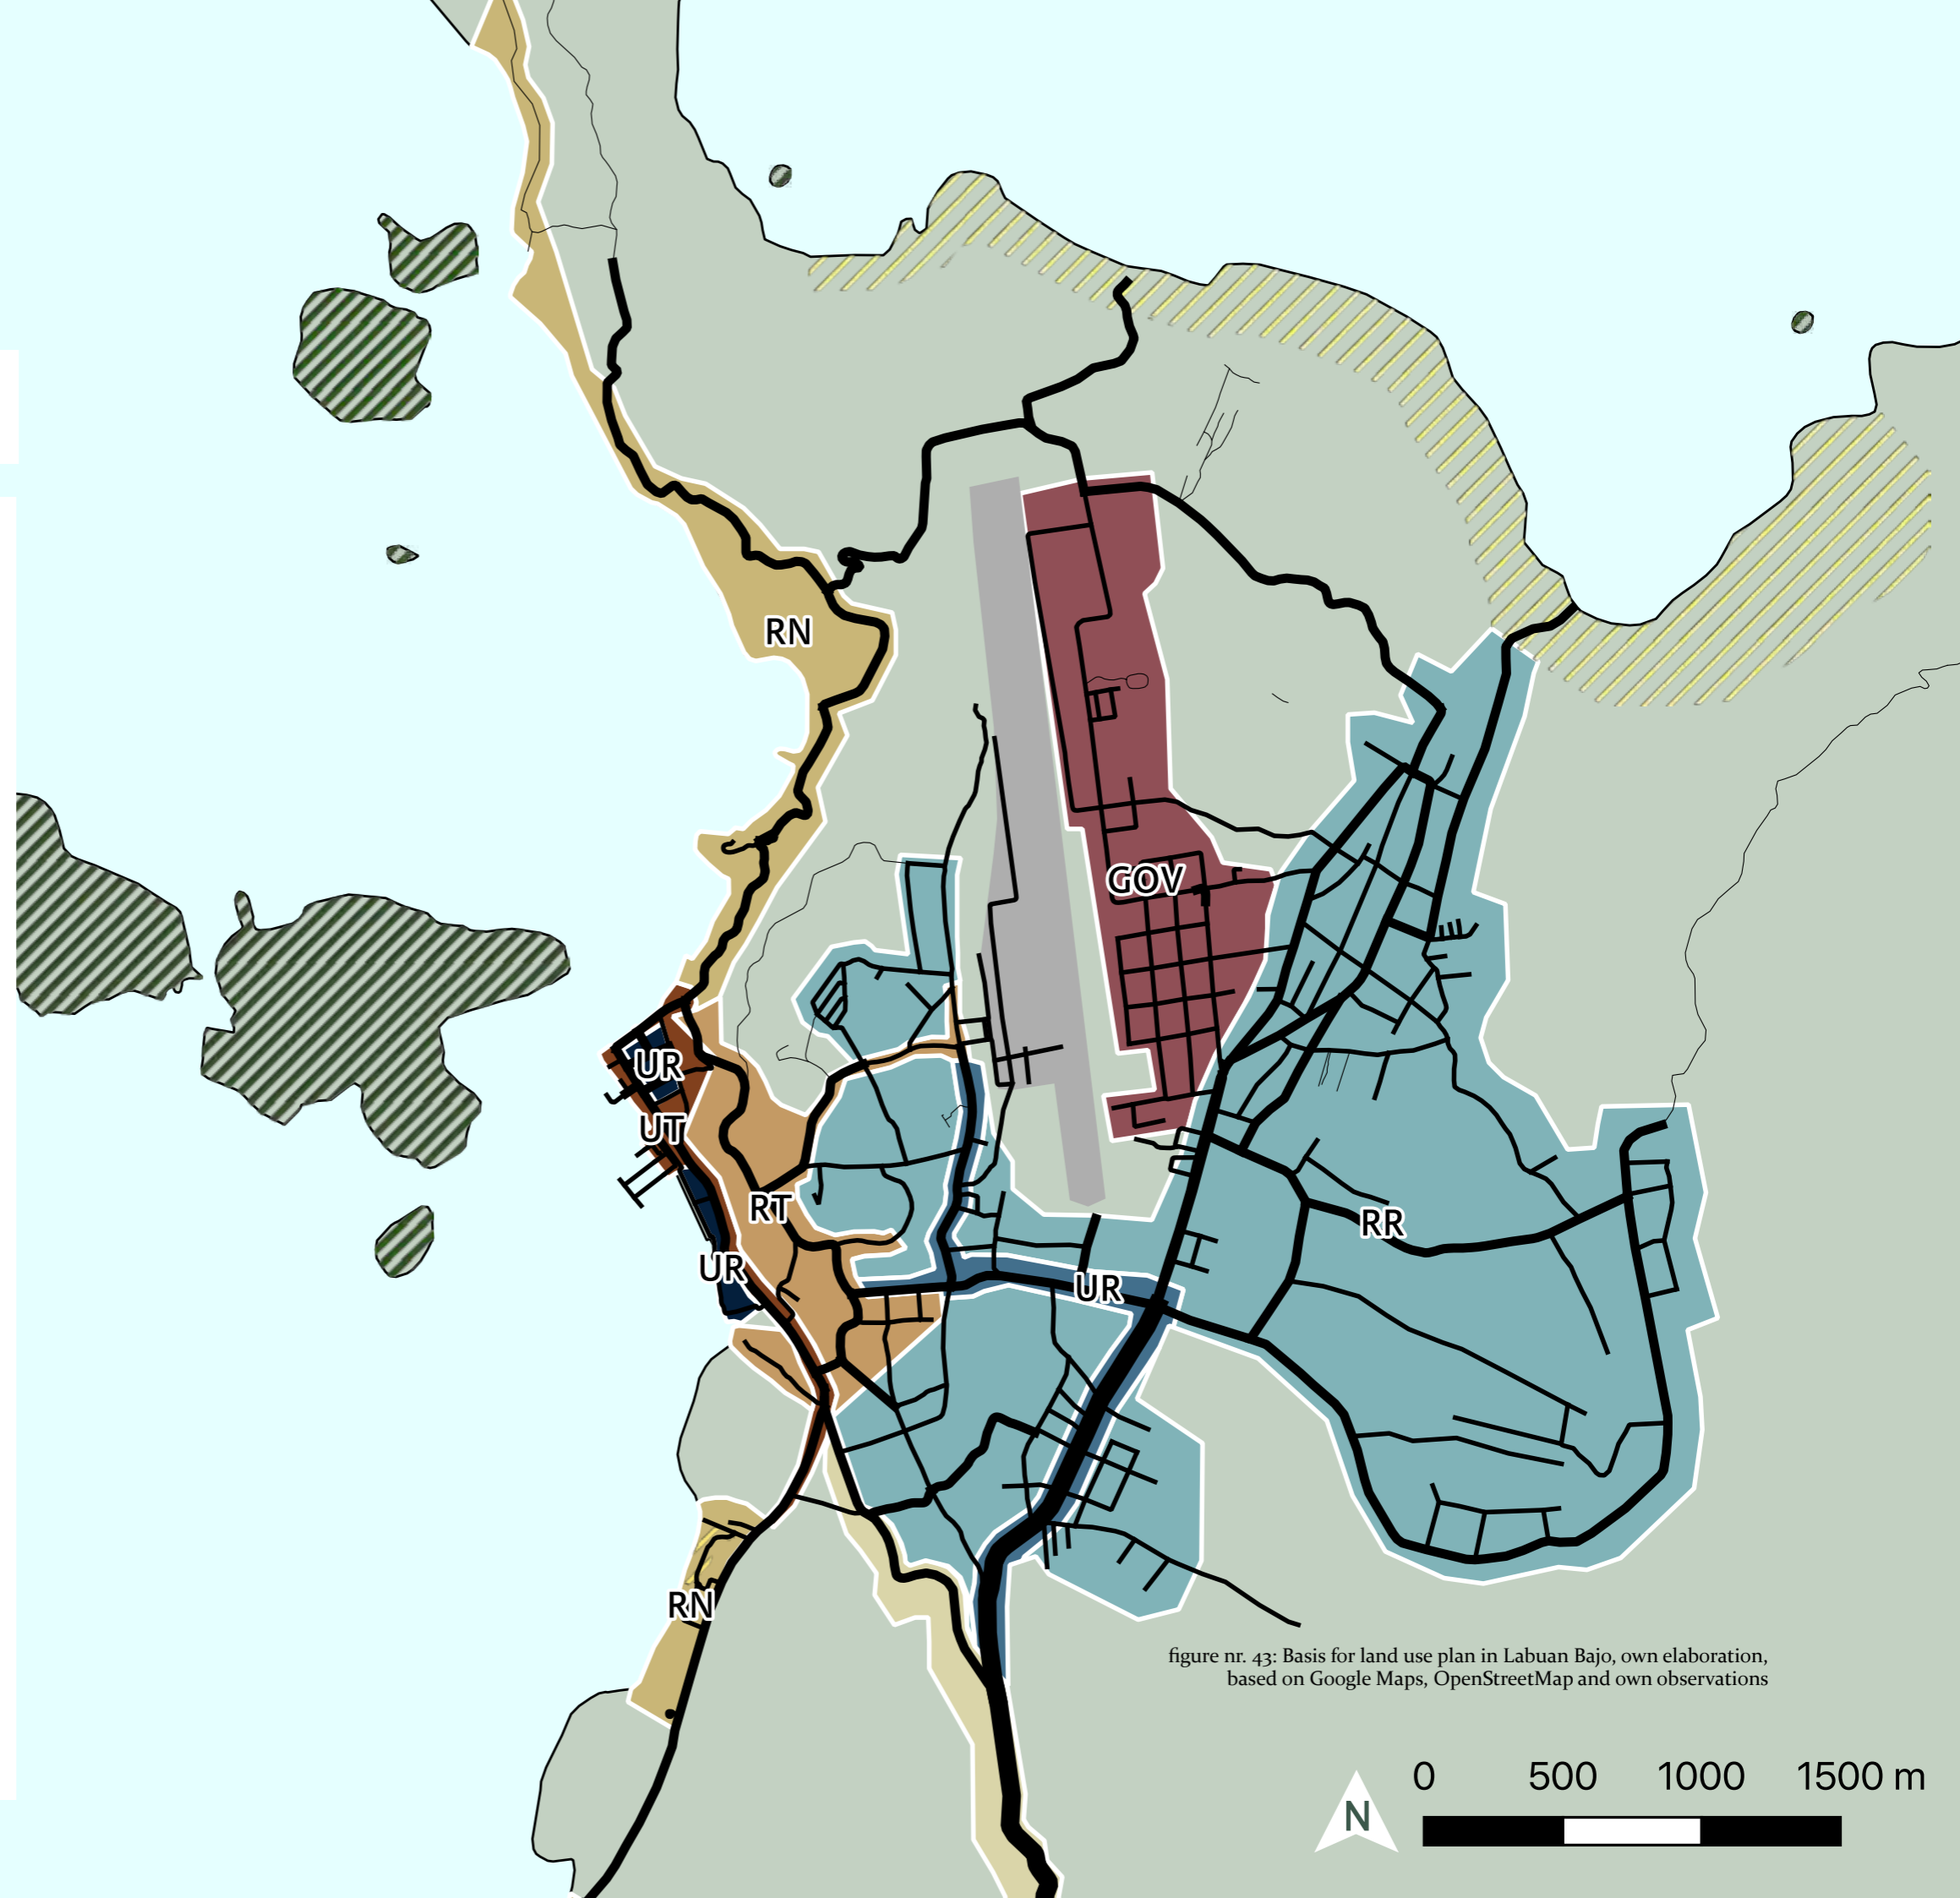 RN
GOV
UR
UT
RT
RR
UR
UR
RN
figure nr. 43: Basis for land use plan in Labuan Bajo, own elaboration,
based on Google Maps, OpenStreetMap and own observations
0 500 1000 1500 m
N